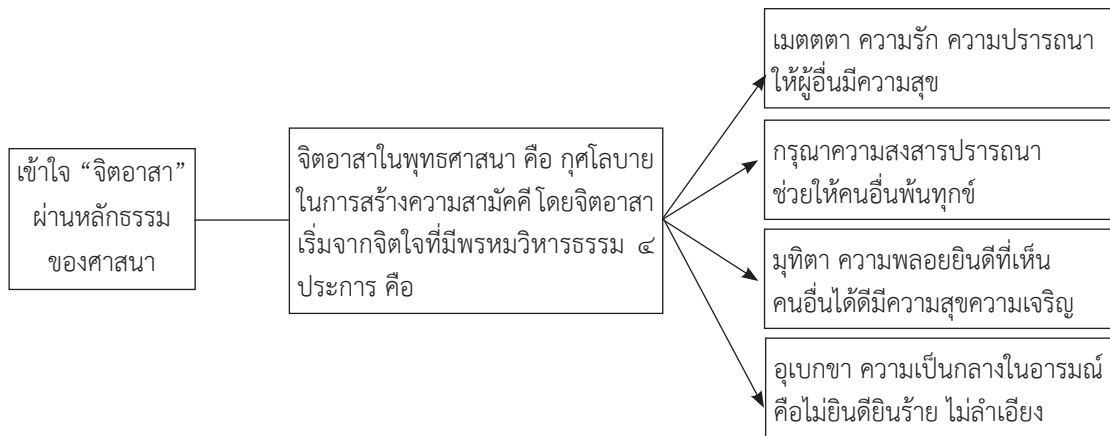 เข้าใจ “จิตอาสา”
ผ่านหลักธรรม
ของศาสนา
จิตอาสาในพุทธศาสนา คือ กุศโลบาย
ในการสร้างความสามัคคี โดยจิตอาสา
เริ่มจากจิตใจที่มีพรหมวิหารธรรม ๔
ประการ คือ
เมตตตา ความรัก ความปรารถนา
ให้ผู้อื่นมีความสุข
กรุณาความสงสารปรารถนา
ช่วยให้คนอื่นพ้นทุกข์
มุทิตา ความพลอยยินดีที่เห็น
คนอื่นได้ดีมีความสุขความเจริญ
อุเบกขา ความเป็นกลางในอารมณ์
คือไม่ยินดียินร้าย ไม่ลำเอียง